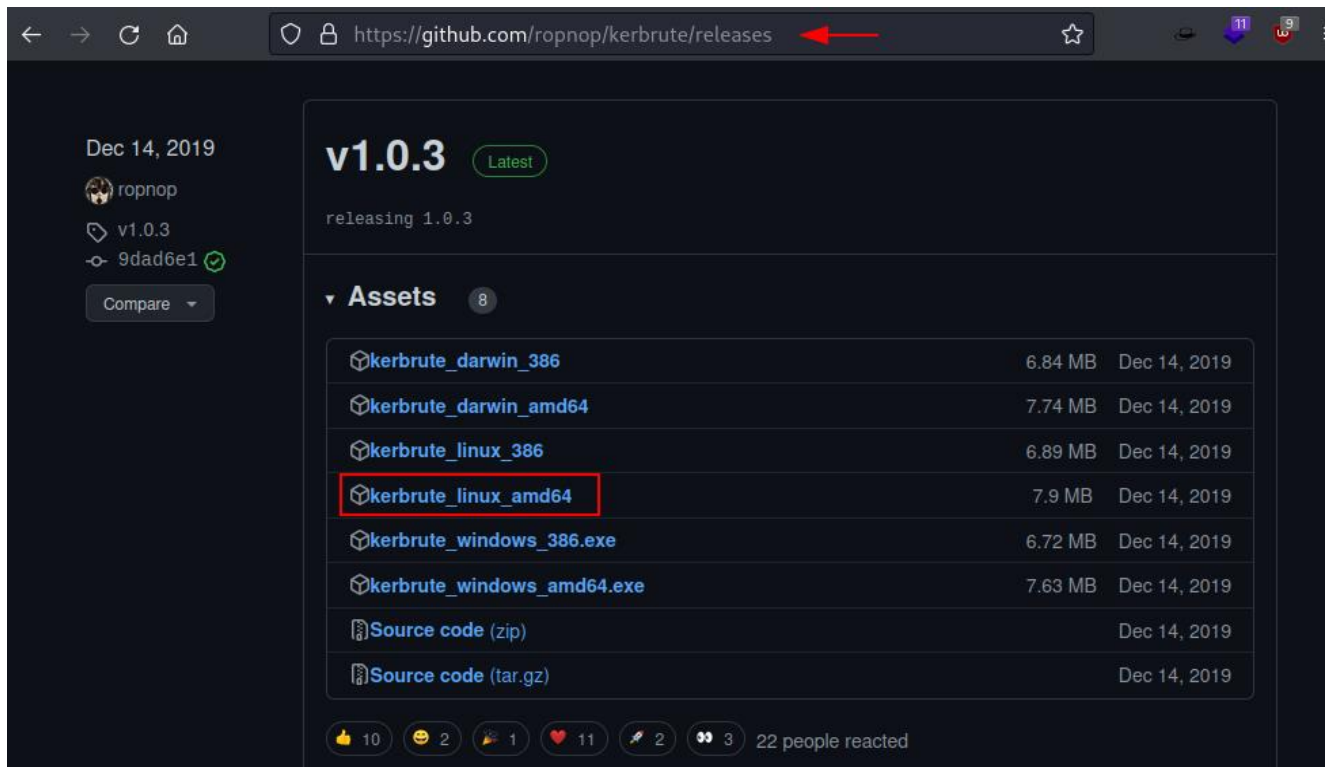 11
9
https://github.com/ropnop/kerbrute/releases
Dec 14, 2019
ropnop
v1.0.3
9dad6e1
Compare
v1.0.3 Latest
releasing 1.0.3
Assets 8
kerbrute_darwin_386 6.84 MB Dec 14, 2019
kerbrute_darwin_amd64 7.74 MB Dec 14, 2019
kerbrute_linux_386 6.89 MB Dec 14, 2019
kerbrute_linux_amd64 7.9 MB Dec 14, 2019
kerbrute_windows_386.exe 6.72 MB Dec 14, 2019
kerbrute_windows_amd64.exe 7.63 MB Dec 14, 2019
Source code (zip) Dec 14, 2019
Source code (tar.gz) Dec 14, 2019
10 2 1 11 2 3 22 people reacted